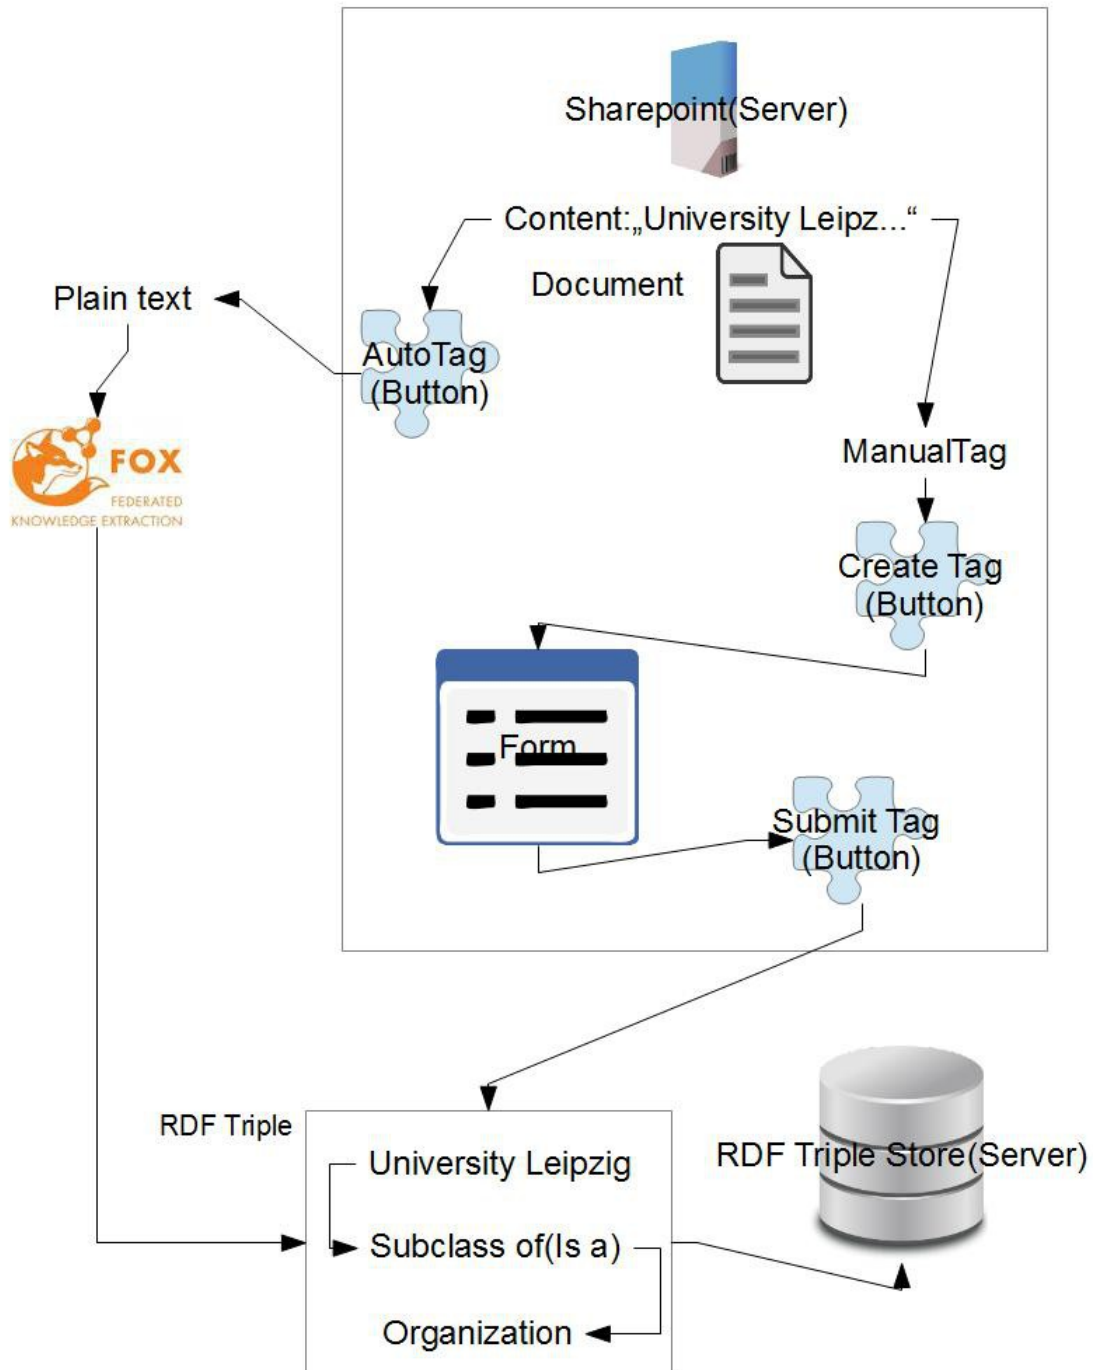 Sharepoint(Server)
Content:„University Leipz...“
Document
Plain text
AutoTag
(Button)
FOX
FEDERATED
KNOWLEDGE EXTRACTION
ManualTag
Create Tag
(Button)
Form
Submit Tag
(Button)
RDF Triple
University Leipzig
Subclass of(Is a)
Organization
RDF Triple Store(Server)